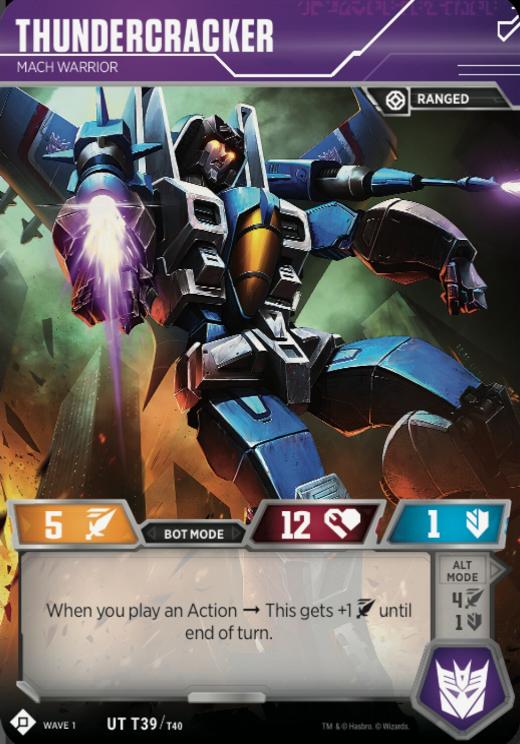 THUNDERCRACKER
MACH WARRIOR
RANGED
5
BOT MODE
12
1
When you play an Action → This gets +1 until
end of turn.
ALT
MODE
4
1
WAVE 1
UT T39/T40
TM & © Hasbro. © Wizards.